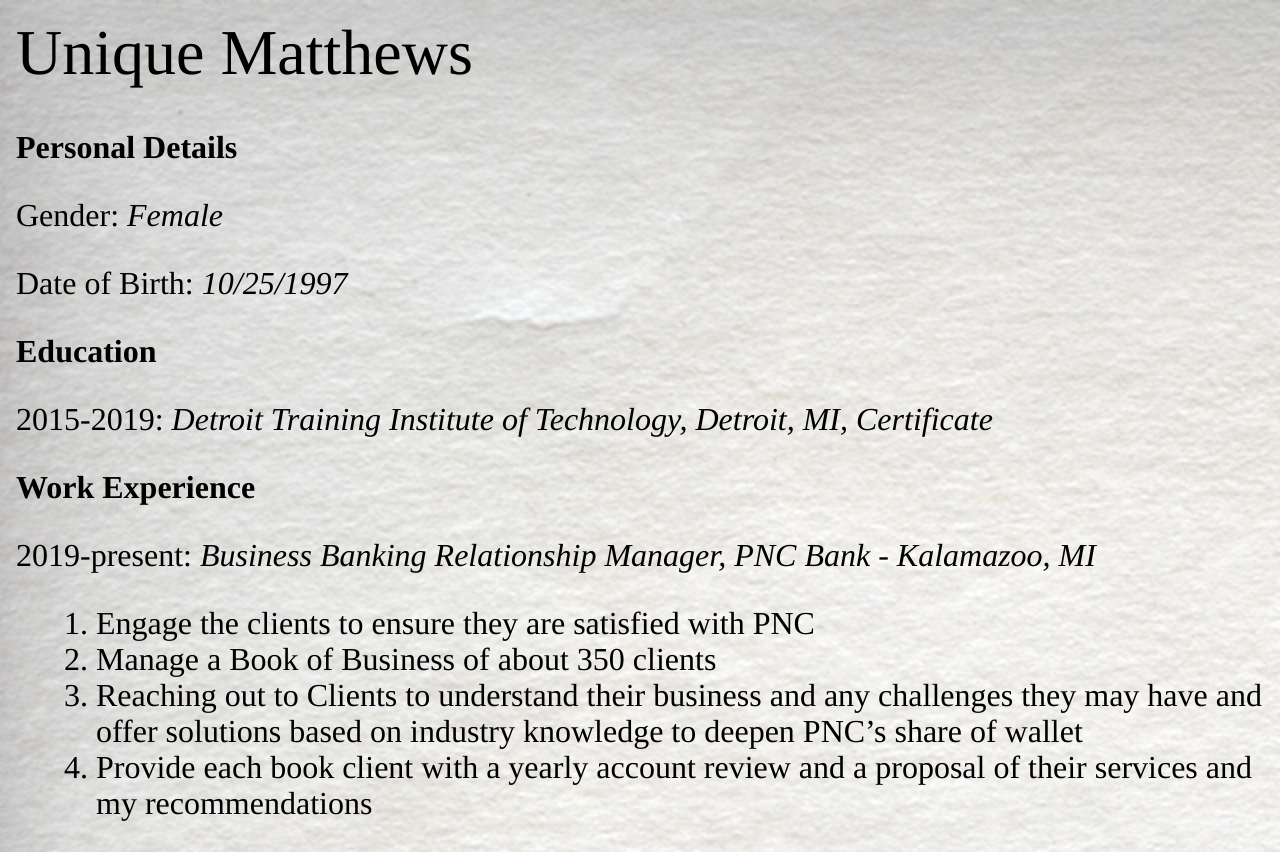 Unique Matthews
Personal Details
Gender: Female
Date of Birth: 10/25/1997
Education
2015-2019: Detroit Training Institute of Technology, Detroit, MI, Certificate
Work Experience
2019-present: Business Banking Relationship Manager, PNC Bank - Kalamazoo, MI
1. Engage the clients to ensure they are satisfied with PNC
2. Manage a Book of Business of about 350 clients
3. Reaching out to Clients to understand their business and any challenges they may have and
offer solutions based on industry knowledge to deepen PNC’s share of wallet
4. Provide each book client with a yearly account review and a proposal of their services and
my recommendations